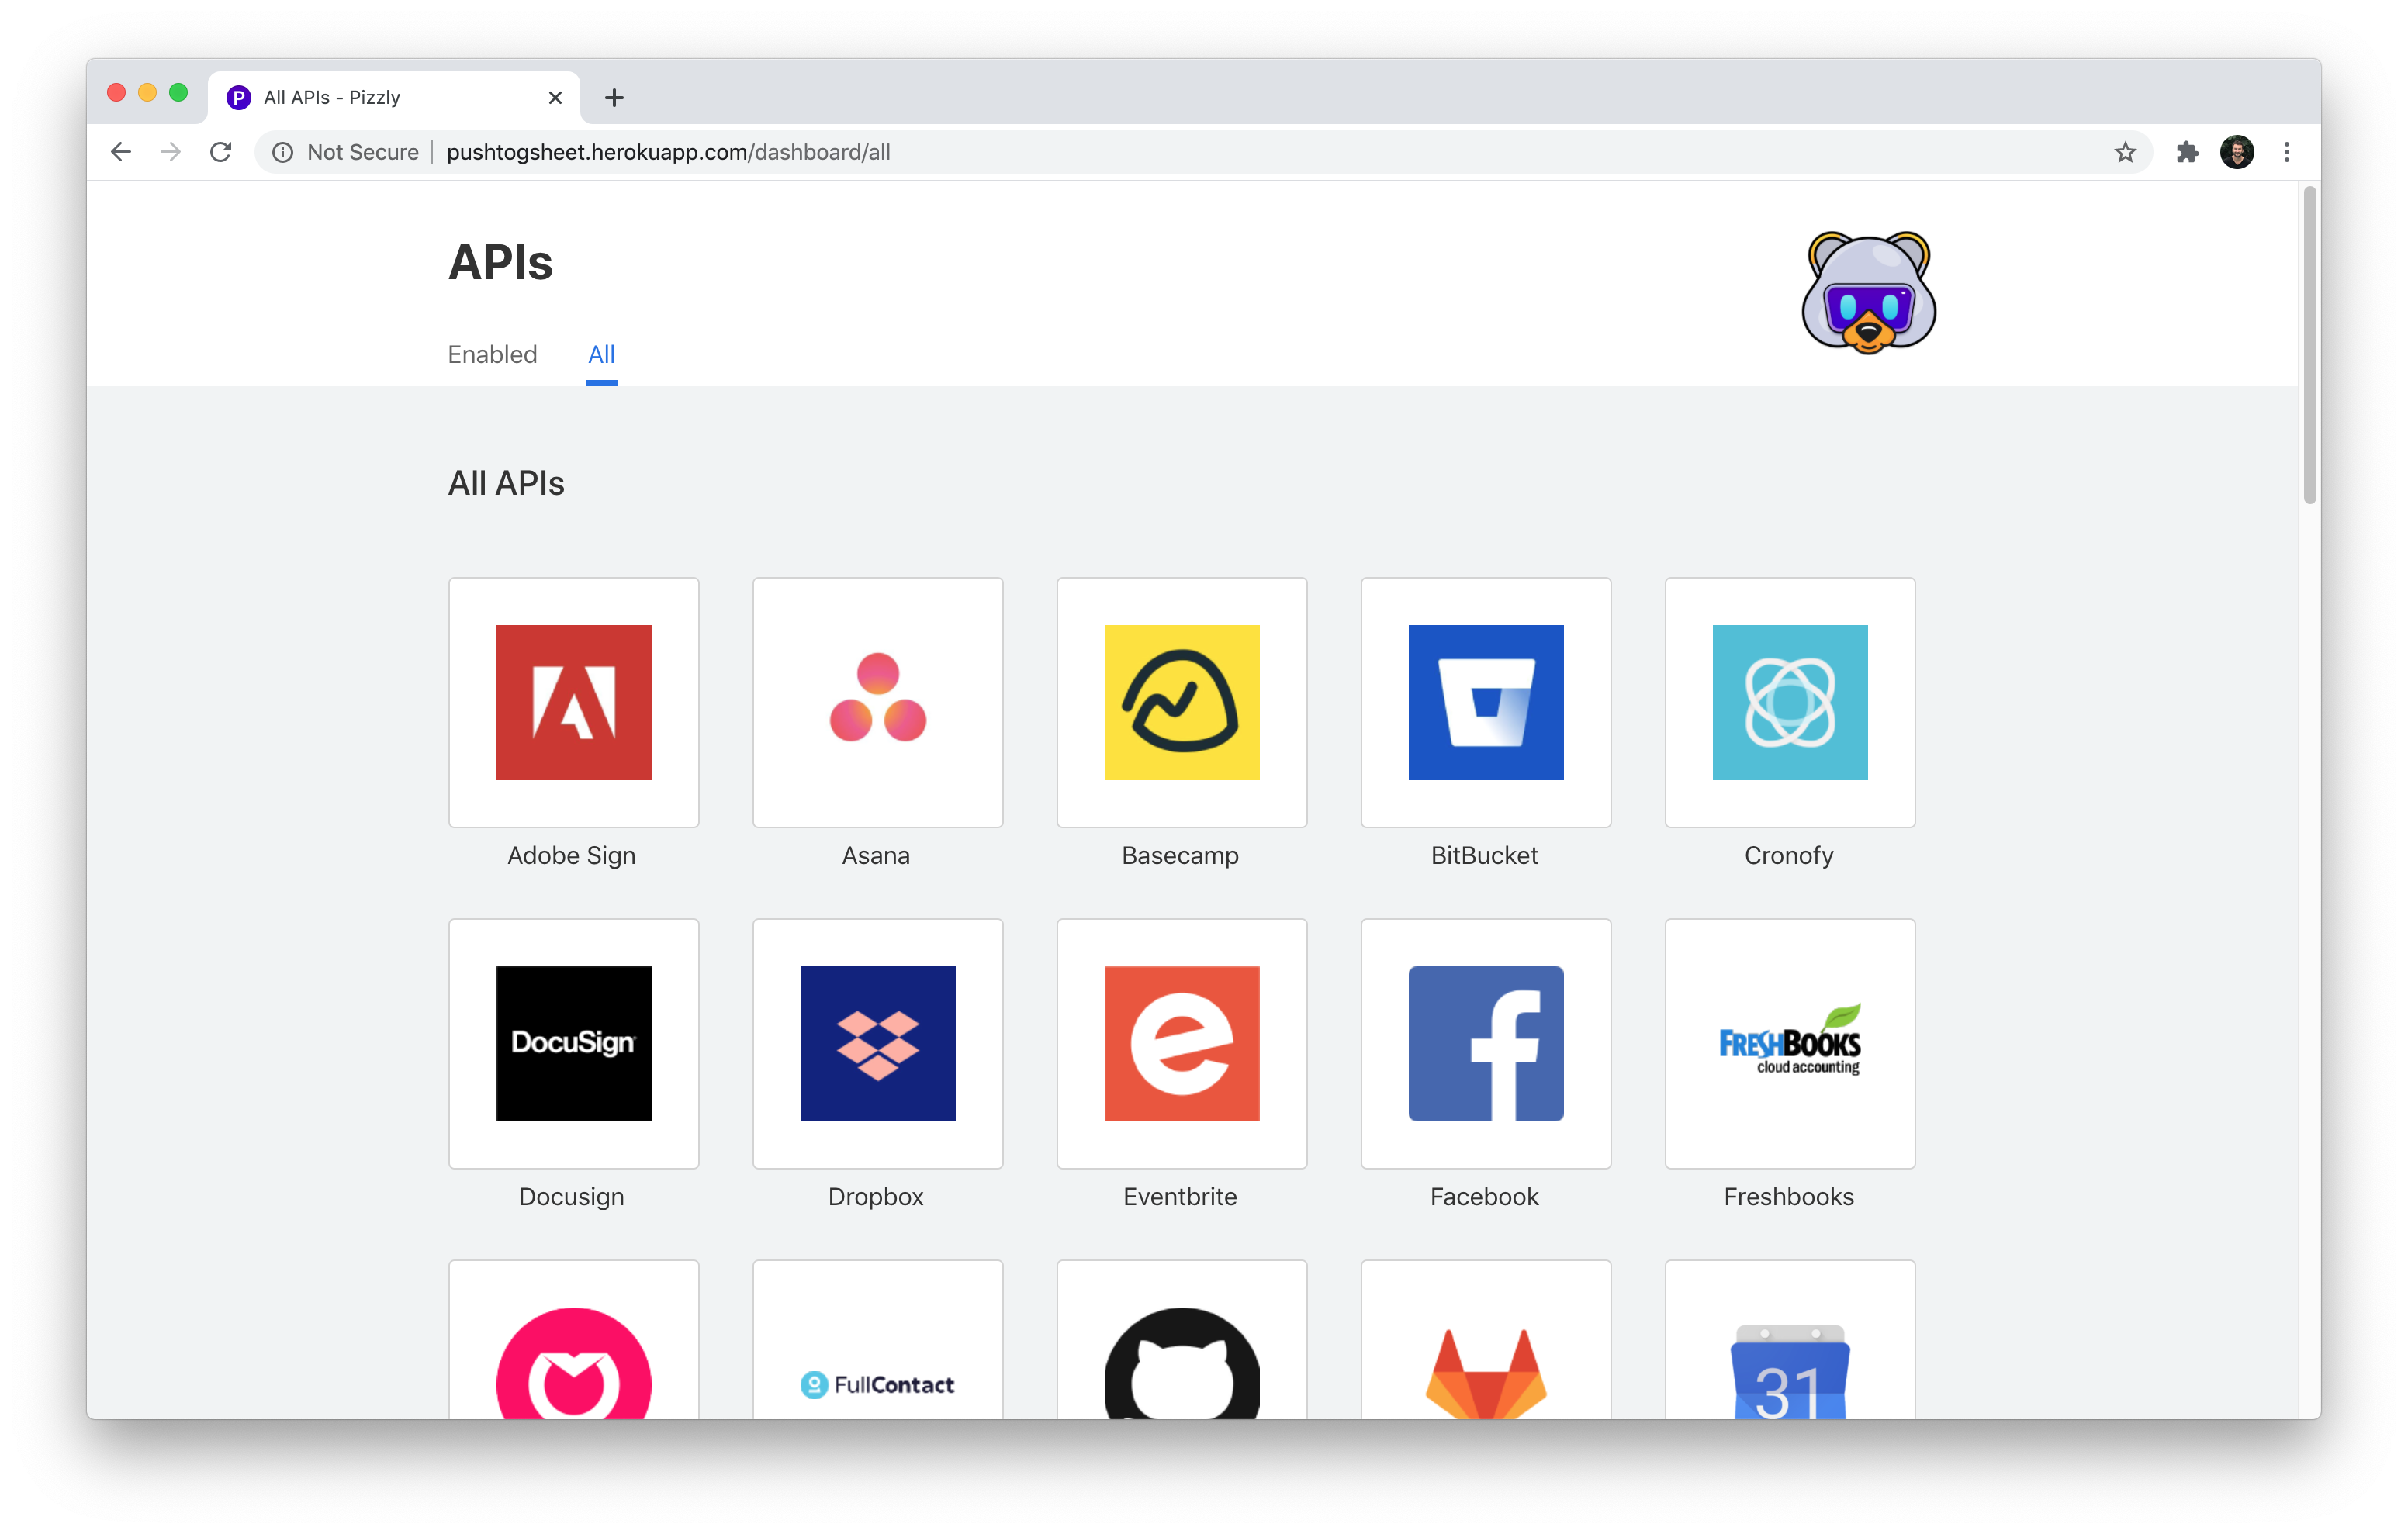 P All APIs - Pizzly
Not Secure pushtogsheet.herokuapp.com/dashboard/all
APIs
Enabled All
All APIs
Adobe Sign Asana Basecamp BitBucket Cronofy
DocuSign
FRESHBOOKS
cloud accounting
Docusign Dropbox Eventbrite Facebook Freshbooks
FullContact
31